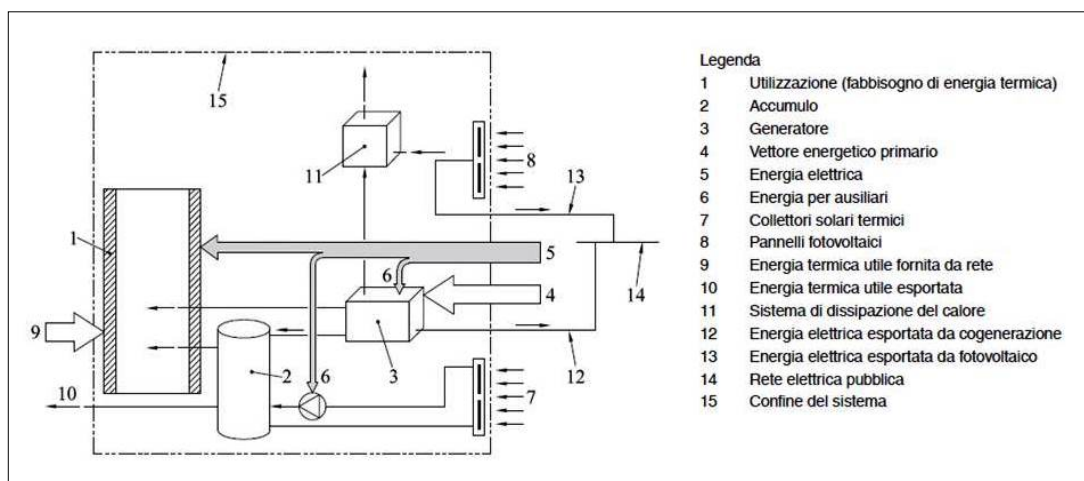 Legenda
1 Utilizzazione (fabbisogno di energia termica)
2 Accumulo
3 Generatore
4 Vettore energetico primario
5 Energia elettrica
6 Energia per ausiliari
7 Collettori solari termici
8 Pannelli fotovoltaici
9 Energia termica utile fornita da rete
10 Energia termica utile esportata
11 Sistema di dissipazione del calore
12 Energia elettrica esportata da cogenerazione
13 Energia elettrica esportata da fotovoltaico
14 Rete elettrica pubblica
15 Confine del sistema
15
11
8
13
1
5
6
4
14
9
3
12
2
6
7
10